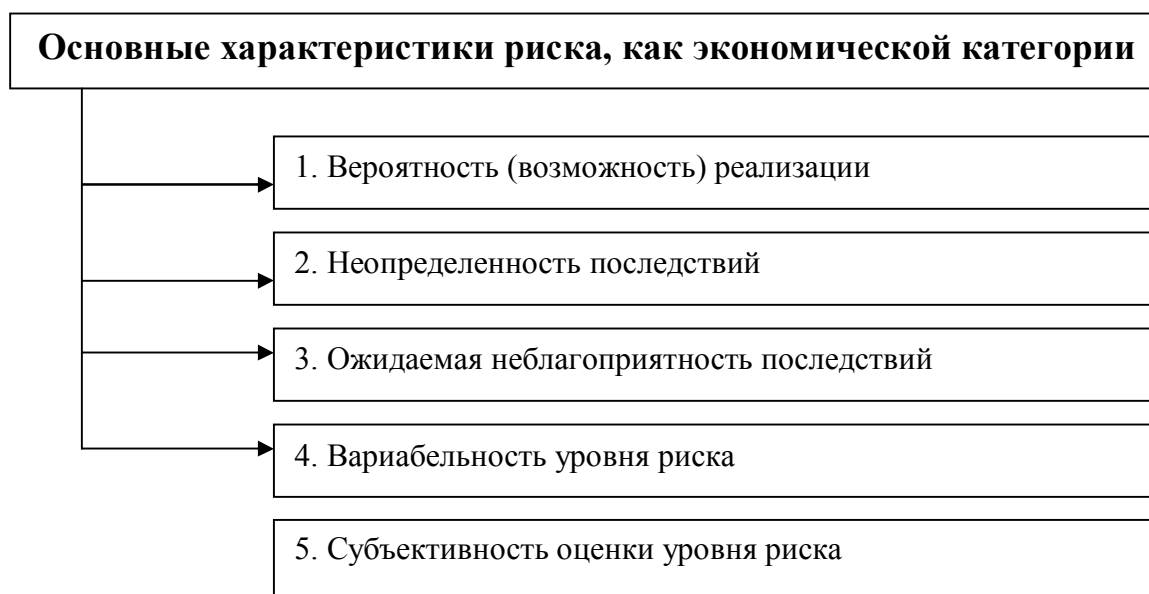 Основные характеристики риска, как экономической категории
1. Вероятность (возможность) реализации
2. Неопределенность последствий
3. Ожидаемая неблагоприятность последствий
4. Вариабельность уровня риска
5. Субъективность оценки уровня риска